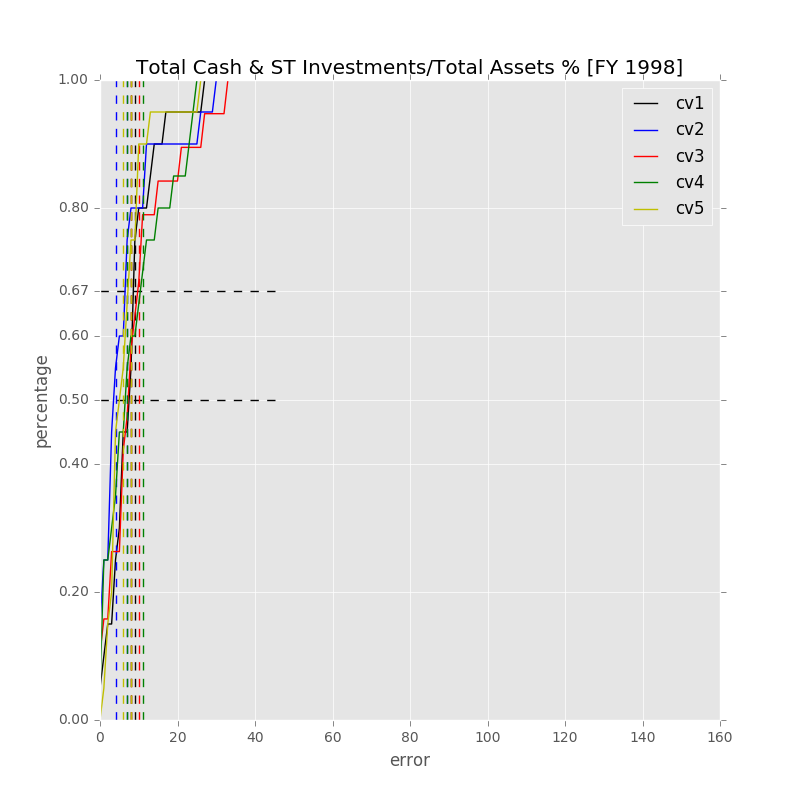 Total Cash & ST Investments/Total Assets % [FY 1998]
1.00
0.80
0.67
0.60
0.50
0.40
0.20
0.00
percentage
cv1
cv2
cv3
cv4
cv5
0 20 40 60 80 100 120 140 160
error